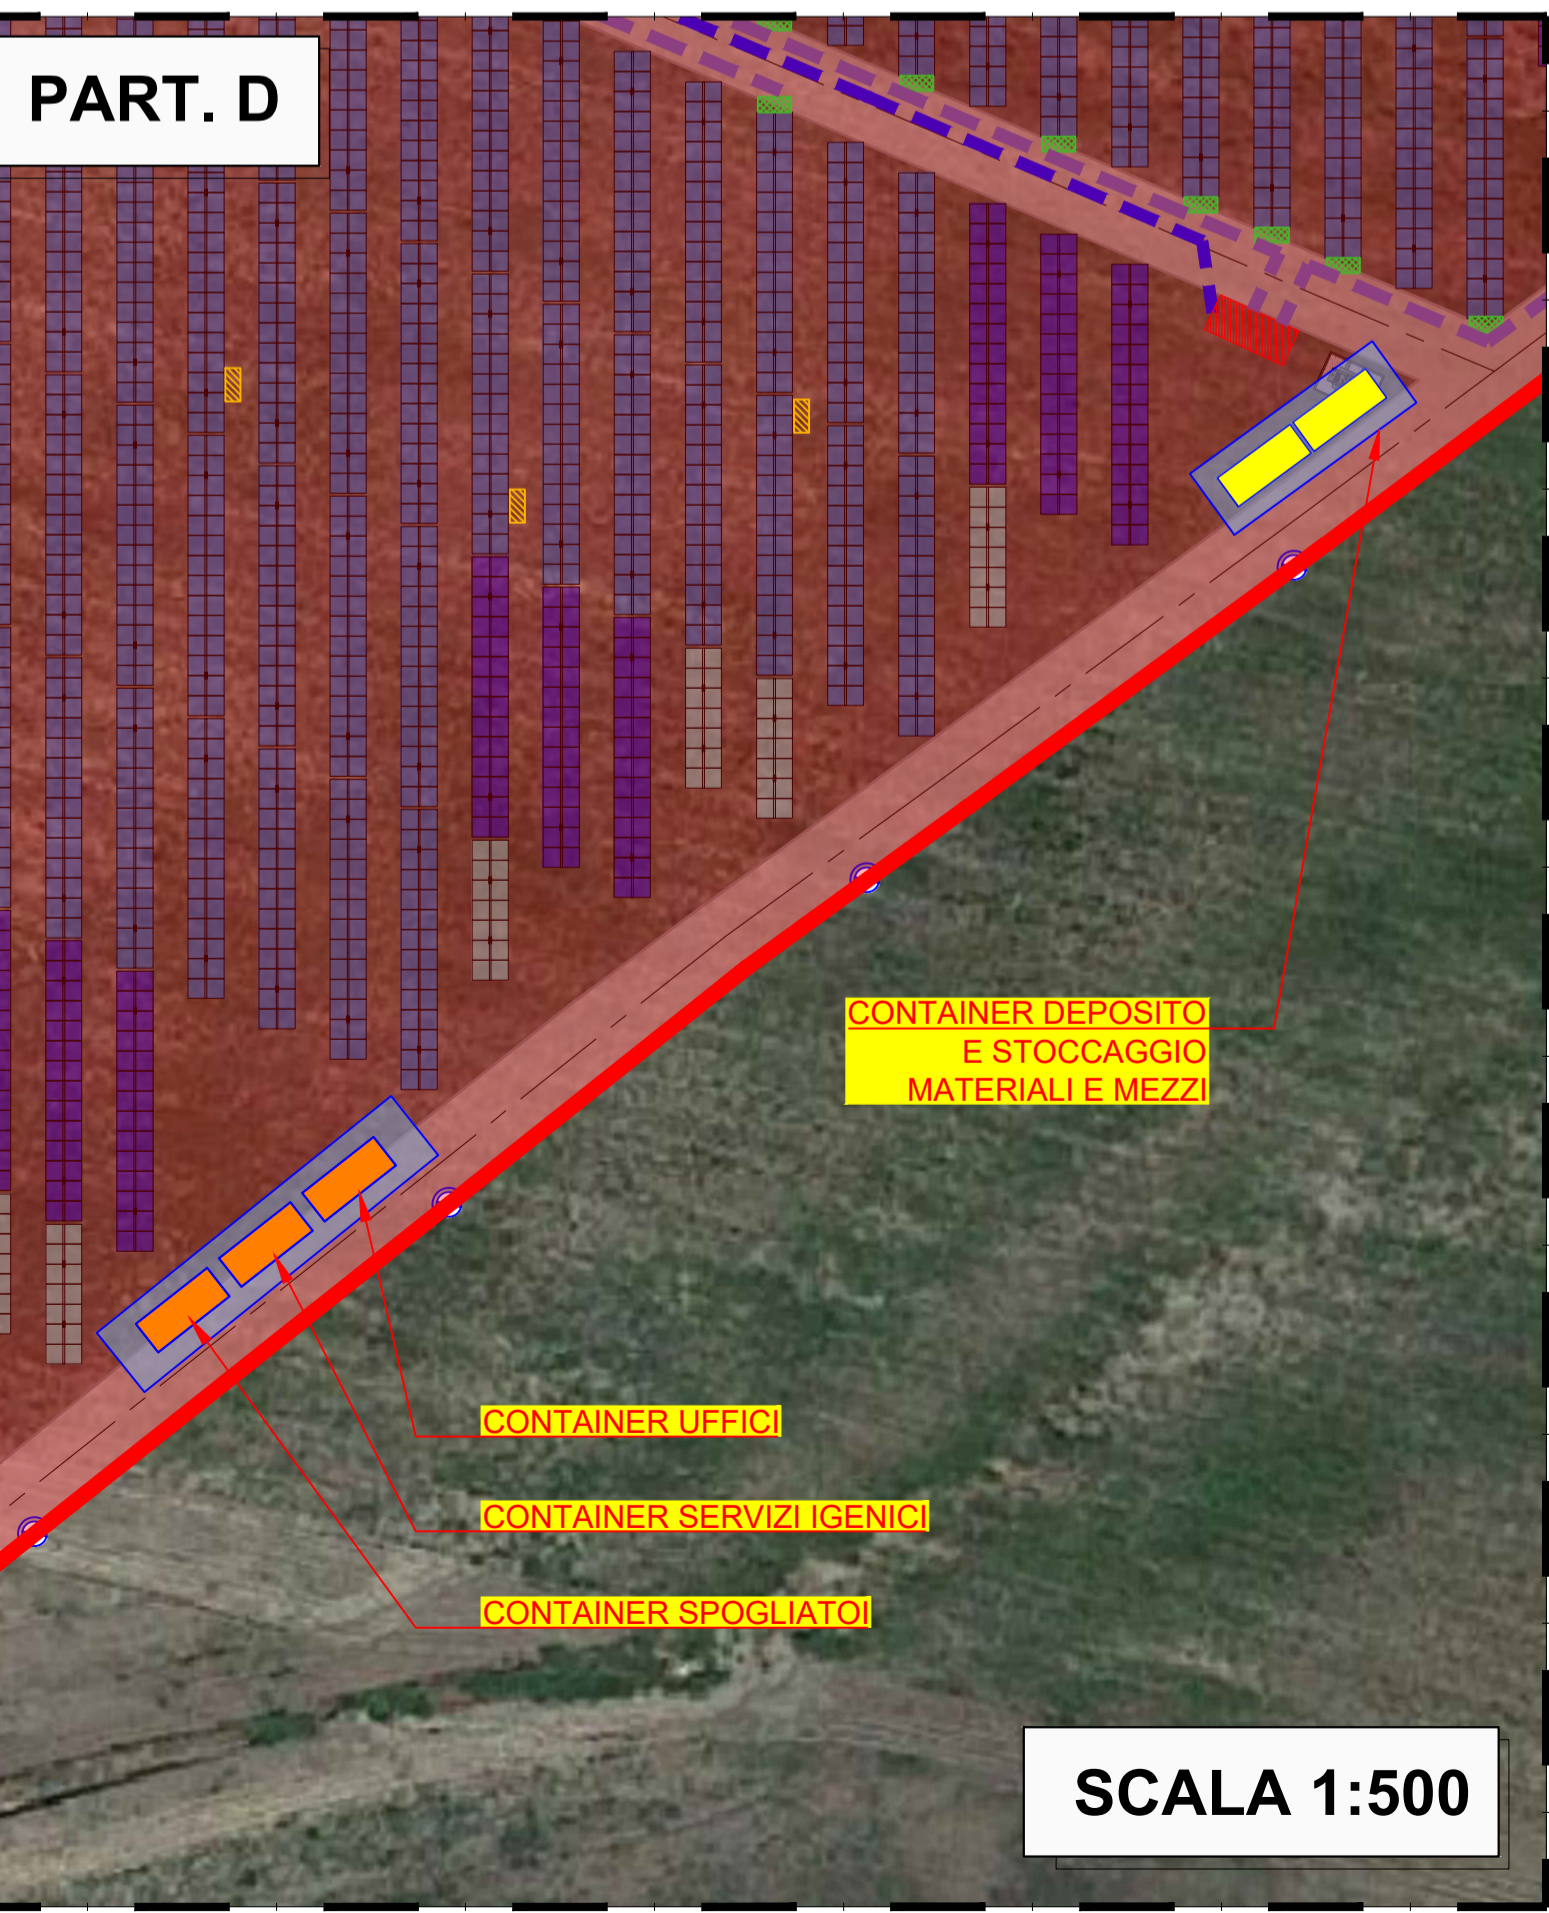 PART. D
CONTAINER DEPOSITO
E STOCCAGGIO
MATERIALI E MEZZI
CONTAINER UFFICI
CONTAINER SERVIZI IGENICI
CONTAINER SPOGLIATOI
SCALA 1:500